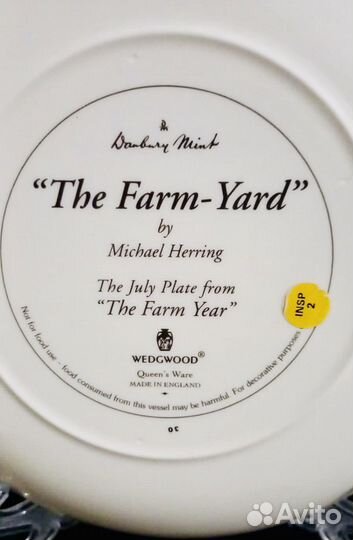 The
Danbury Mint
“The Farm-Yard”
by
Michael Herring
The July Plate from
“The Farm Year”
WEDGWOOD®
Queen's Ware
MADE IN ENGLAND
Not for food use - food consumed from this vessel may be harmful. For decorative purposes
INSP
2
Avito